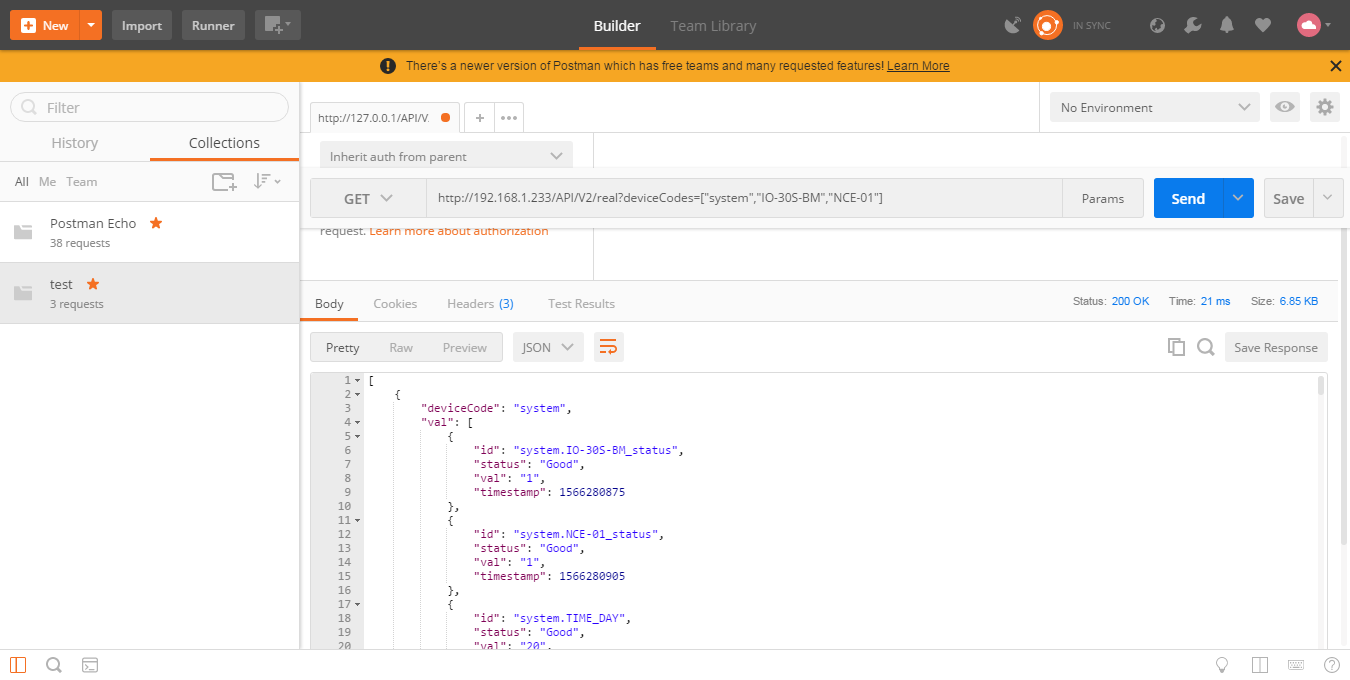 New Import Runner Builder Team Library IN SYNC
There's a newer version of Postman which has free teams and many requested features! Learn More
Filter
History Collections
All Me Team
Postman Echo
38 requests
test
3 requests
http://127.0.0.1/API/V.
No Environment
Inherit auth from parent
GET http://192.168.1.233/API/V2/real?deviceCodes=["system","IO-30S-BM","NCE-01"] Params Send Save
request. Learn more about authorization
Body Cookies Headers (3) Test Results Status: 200 OK Time: 21 ms Size: 6.85 KB
Pretty Raw Preview JSON Save Response
1 [
2 {
3 "deviceCode": "system",
4 "val": [
5 {
6 "id": "system.IO-30S-BM_status",
7 "status": "Good",
8 "val": "1",
9 "timestamp": 1566280875
10 },
11 {
12 "id": "system.NCE-01_status",
13 "status": "Good",
14 "val": "1",
15 "timestamp": 1566280905
16 },
17 {
18 "id": "system.TIME_DAY",
19 "status": "Good",
20 "val": "20",